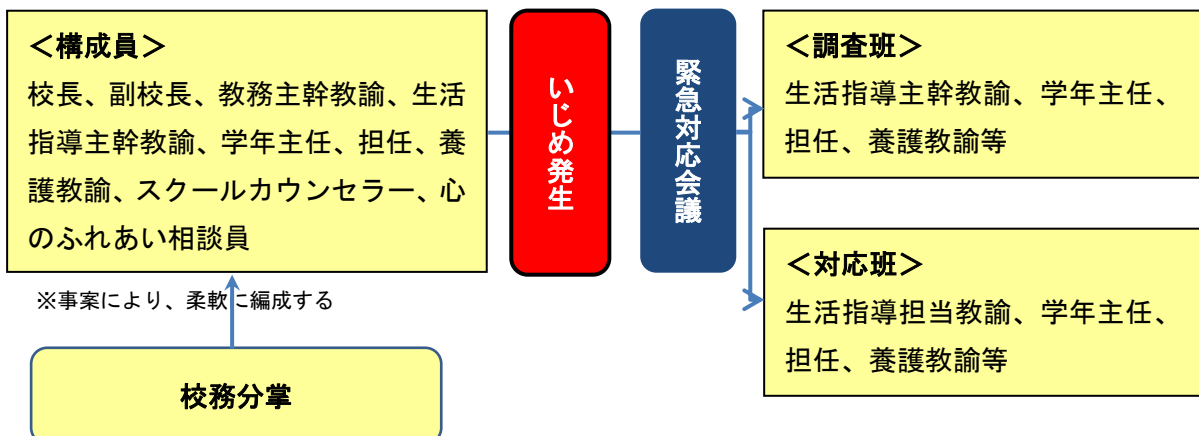 ＜構成員＞
校長、副校長、教務主幹教諭、生活
指導主幹教諭、学年主任、担任、養
護教諭、スクールカウンセラー、心
のふれあい相談員
※事案により、柔軟に編成する
校務分掌
いじめ発生
緊急対応会議
＜調査班＞
生活指導主幹教諭、学年主任、
担任、養護教諭等
＜対応班＞
生活指導担当教諭、学年主任、
担任、養護教諭等